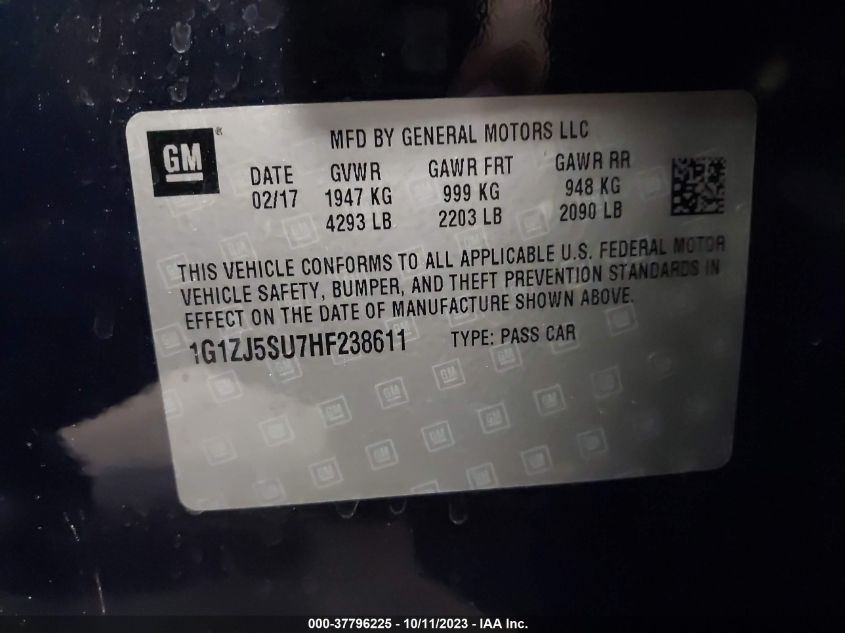 GM
MFD BY GENERAL MOTORS LLC
DATE GVWR GAWR FRT GAWR RR
02/17 1947 KG 999 KG 948 KG
4293 LB 2203 LB 2090 LB
THIS VEHICLE CONFORMS TO ALL APPLICABLE U.S. FEDERAL MOTOR
VEHICLE SAFETY, BUMPER, AND THEFT PREVENTION STANDARDS IN
EFFECT ON THE DATE OF MANUFACTURE SHOWN ABOVE.
1G1ZJ5SU7HF238611 TYPE: PASS CAR
000-37796225 - 10/11/2023 - IAA Inc.